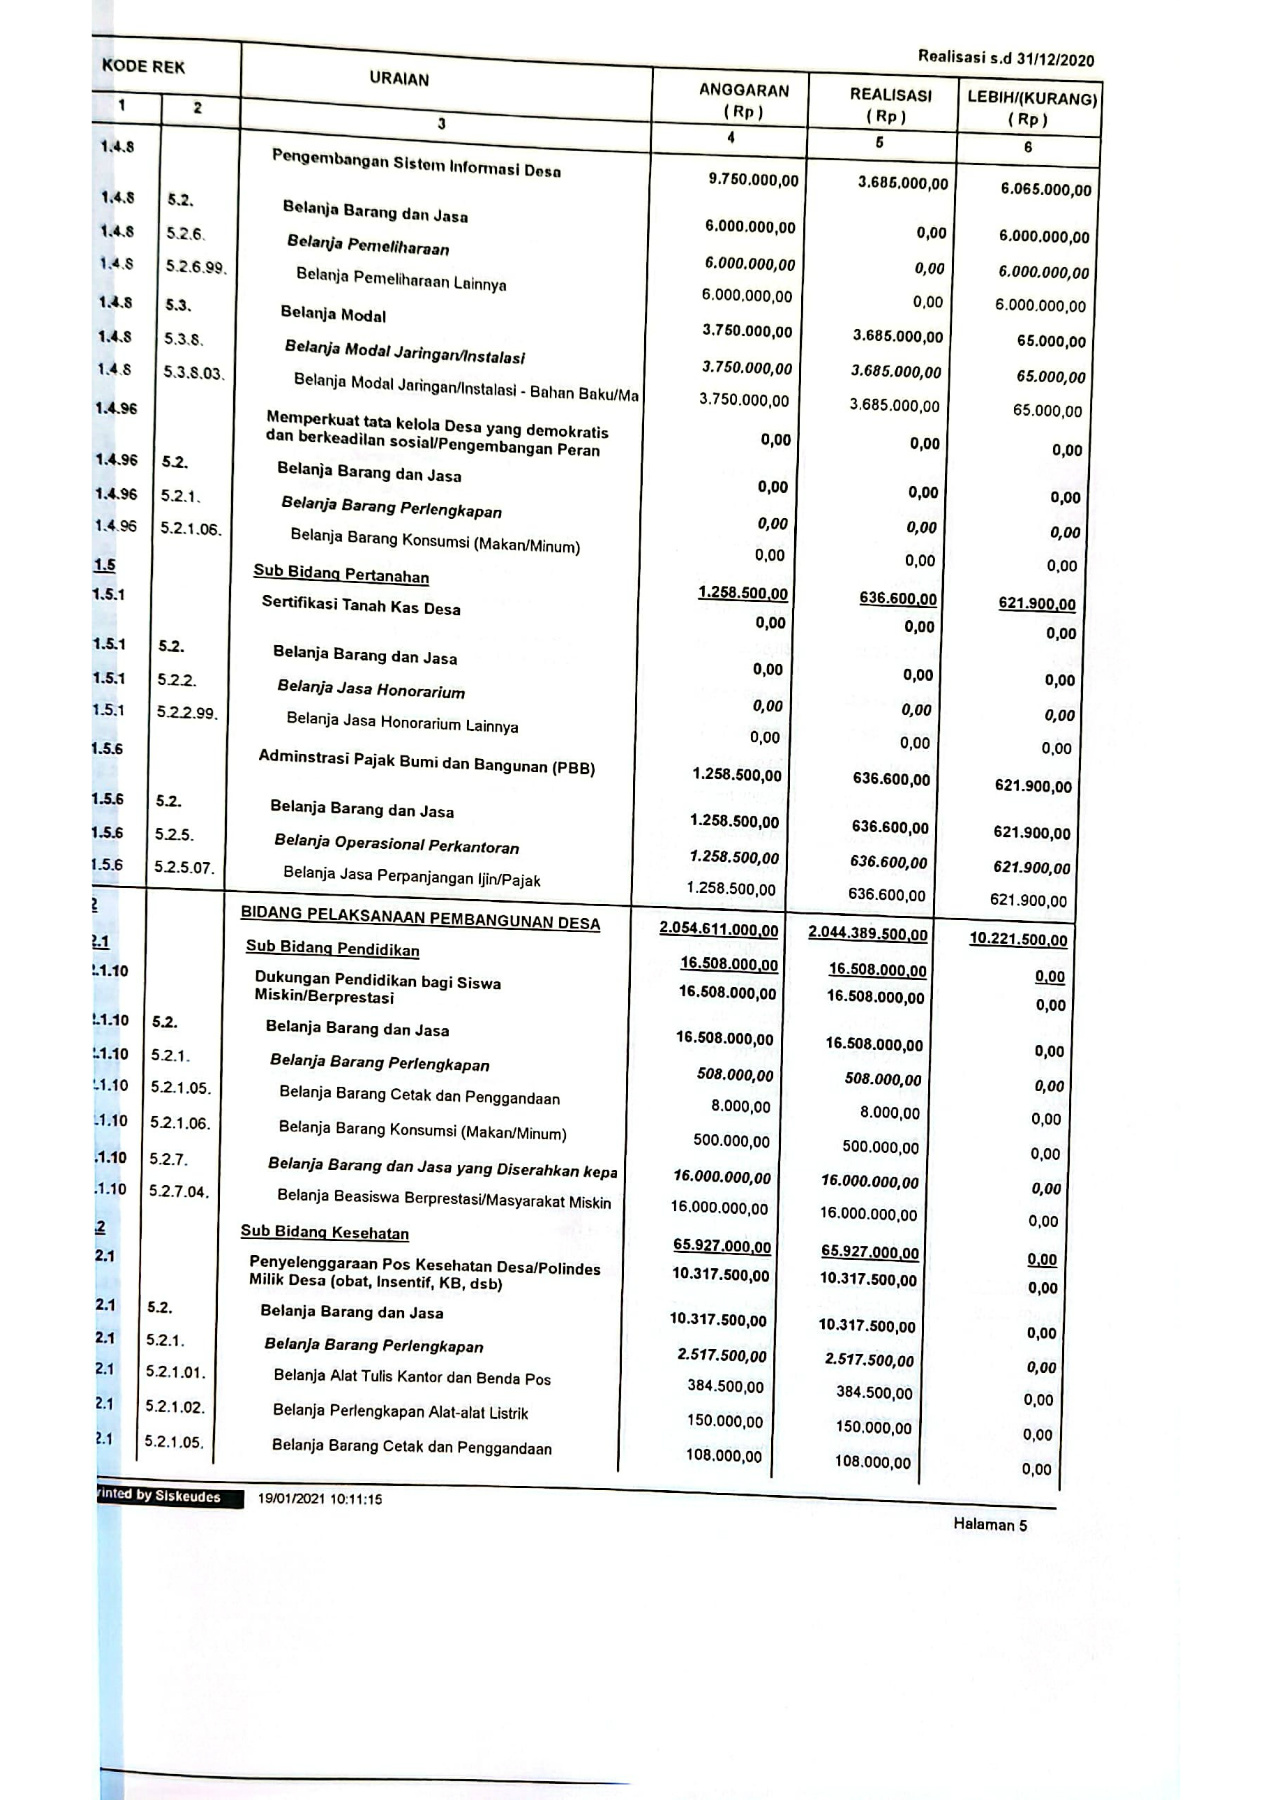 Realisasi s.d 31/12/2020
KODE REK URAIAN ANGGARAN ( Rp ) REALISASI ( Rp ) LEBIH/(KURANG) ( Rp )
1 2 3 4 5 6
1.4.8 Pengembangan Sistem Informasi Desa 9.750.000,00 3.685.000,00 6.065.000,00
1.4.8 5.2. Belanja Barang dan Jasa 6.000.000,00 0,00 6.000.000,00
1.4.8 5.2.6. Belanja Pemeliharaan 6.000.000,00 0,00 6.000.000,00
1.4.8 5.2.6.99. Belanja Pemeliharaan Lainnya 6.000.000,00 0,00 6.000.000,00
1.4.8 5.3. Belanja Modal 3.750.000,00 3.685.000,00 65.000,00
1.4.8 5.3.8. Belanja Modal Jaringan/Instalasi 3.750.000,00 3.685.000,00 65.000,00
1.4.8 5.3.8.03. Belanja Modal Jaringan/Instalasi - Bahan Baku/Ma 3.750.000,00 3.685.000,00 65.000,00
1.4.96 Memperkuat tata kelola Desa yang demokratis
dan berkeadilan sosial/Pengembangan Peran 0,00 0,00 0,00
1.4.96 5.2. Belanja Barang dan Jasa 0,00 0,00 0,00
1.4.96 5.2.1. Belanja Barang Perlengkapan 0,00 0,00 0,00
1.4.96 5.2.1.06. Belanja Barang Konsumsi (Makan/Minum) 0,00 0,00 0,00
1.5 Sub Bidang Pertanahan 1.258.500,00 636.600,00 621.900,00
1.5.1 Sertifikasi Tanah Kas Desa 0,00 0,00 0,00
1.5.1 5.2. Belanja Barang dan Jasa 0,00 0,00 0,00
1.5.1 5.2.2. Belanja Jasa Honorarium 0,00 0,00 0,00
1.5.1 5.2.2.99. Belanja Jasa Honorarium Lainnya 0,00 0,00 0,00
1.5.6 Adminstrasi Pajak Bumi dan Bangunan (PBB) 1.258.500,00 636.600,00 621.900,00
1.5.6 5.2. Belanja Barang dan Jasa 1.258.500,00 636.600,00 621.900,00
1.5.6 5.2.5. Belanja Operasional Perkantoran 1.258.500,00 636.600,00 621.900,00
1.5.6 5.2.5.07. Belanja Jasa Perpanjangan Ijin/Pajak 1.258.500,00 636.600,00 621.900,00
2 BIDANG PELAKSANAAN PEMBANGUNAN DESA 2.054.611.000,00 2.044.389.500,00 10.221.500,00
2.1 Sub Bidang Pendidikan 16.508.000,00 16.508.000,00 0,00
2.1.10 Dukungan Pendidikan bagi Siswa
Miskin/Berprestasi 16.508.000,00 16.508.000,00 0,00
2.1.10 5.2. Belanja Barang dan Jasa 16.508.000,00 16.508.000,00 0,00
.1.10 5.2.1. Belanja Barang Perlengkapan 508.000,00 508.000,00 0,00
.1.10 5.2.1.05. Belanja Barang Cetak dan Penggandaan 8.000,00 8.000,00 0,00
.1.10 5.2.1.06. Belanja Barang Konsumsi (Makan/Minum) 500.000,00 500.000,00 0,00
.1.10 5.2.7. Belanja Barang dan Jasa yang Diserahkan kepa 16.000.000,00 16.000.000,00 0,00
.1.10 5.2.7.04. Belanja Beasiswa Berprestasi/Masyarakat Miskin 16.000.000,00 16.000.000,00 0,00
.2 Sub Bidang Kesehatan 65.927.000,00 65.927.000,00 0,00
2.1 Penyelenggaraan Pos Kesehatan Desa/Polindes
Milik Desa (obat, Insentif, KB, dsb) 10.317.500,00 10.317.500,00 0,00
2.1 5.2. Belanja Barang dan Jasa 10.317.500,00 10.317.500,00 0,00
2.1 5.2.1. Belanja Barang Perlengkapan 2.517.500,00 2.517.500,00 0,00
2.1 5.2.1.01. Belanja Alat Tulis Kantor dan Benda Pos 384.500,00 384.500,00 0,00
2.1 5.2.1.02. Belanja Perlengkapan Alat-alat Listrik 150.000,00 150.000,00 0,00
2.1 5.2.1.05. Belanja Barang Cetak dan Penggandaan 108.000,00 108.000,00 0,00
rinted by Siskeudes 19/01/2021 10:11:15
Halaman 5